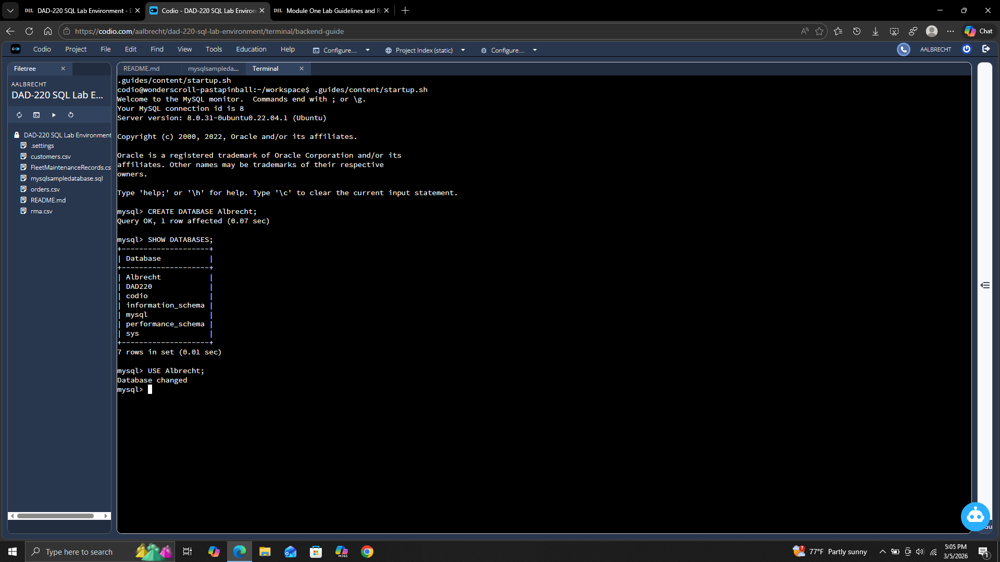 D2L DAD-220 SQL Lab Environment - D
Codio - DAD-220 SQL Lab Environ
D2L Module One Lab Guidelines and R
https://codio.com/aalbrecht/dad-220-sql-lab-environment/terminal/backend-guide
Chat
Codio Project File Edit Find View Tools Education Help Configure.... Project Index (static) Configure.... AALBRECHT
Filetree
README.md mysqlsampleda... Terminal
AALBRECHT
DAD-220 SQL Lab E...
DAD-220 SQL Lab Environment
.settings
customers.csv
FleetMaintenanceRecords.cs
mysqlsampledatabase.sql
orders.csv
README.md
rma.csv
.guides/content/startup.sh
codio@wonderscroll-pastapinball:~/workspace$ .guides/content/startup.sh
Welcome to the MySQL monitor.  Commands end with ; or \g.
Your MySQL connection id is 8
Server version: 8.0.31-0ubuntu0.22.04.1 (Ubuntu)
Copyright (c) 2000, 2022, Oracle and/or its affiliates.
Oracle is a registered trademark of Oracle Corporation and/or its
affiliates. Other names may be trademarks of their respective
owners.
Type 'help;' or '\h' for help. Type '\c' to clear the current input statement.
mysql> CREATE DATABASE Albrecht;
Query OK, 1 row affected (0.07 sec)
mysql> SHOW DATABASES;
+--------------------+
| Database           |
+--------------------+
| Albrecht           |
| DAD220             |
| codio              |
| information_schema |
| mysql              |
| performance_schema |
| sys                |
+--------------------+
7 rows in set (0.01 sec)
mysql> USE Albrecht;
Database changed
mysql>
Gu
Type here to search
M365
7
77°F Partly sunny
5:05 PM
3/5/2026
1